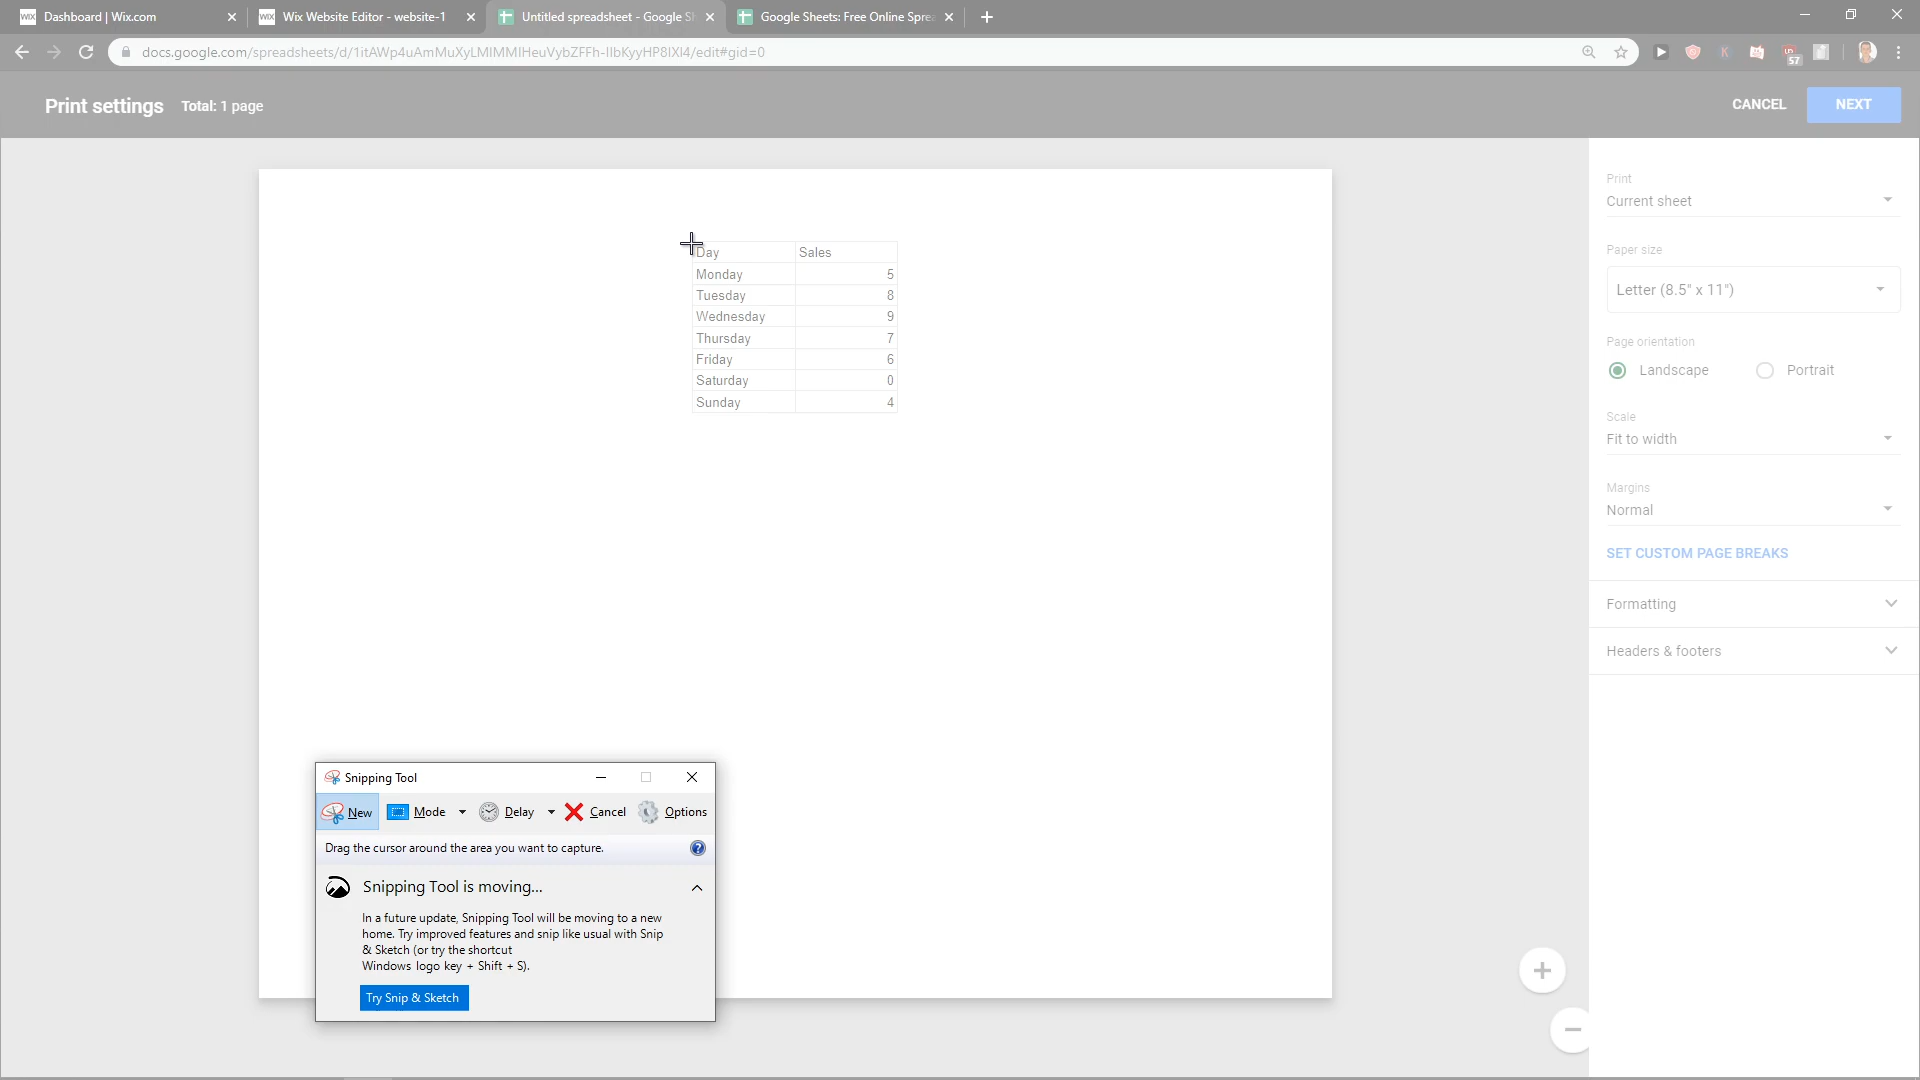 WIX Dashboard | Wix.com
WIX Wix Website Editor - website-1
Untitled spreadsheet - Google Sh
Google Sheets: Free Online Sprea
docs.google.com/spreadsheets/d/1itAWp4uAmMuXyLMIMMIHeuVybZFFh-IIbKyyHP8IXI4/edit#gid=0
K
57
Print settings Total: 1 page
CANCEL NEXT
Day Sales
Monday 5
Tuesday 8
Wednesday 9
Thursday 7
Friday 6
Saturday 0
Sunday 4
Print
Current sheet
Paper size
Letter (8.5" x 11")
Page orientation
Landscape Portrait
Scale
Fit to width
Margins
Normal
SET CUSTOM PAGE BREAKS
Formatting
Headers & footers
Snipping Tool
New Mode Delay Cancel Options
Drag the cursor around the area you want to capture.
Snipping Tool is moving...
In a future update, Snipping Tool will be moving to a new
home. Try improved features and snip like usual with Snip
& Sketch (or try the shortcut
Windows logo key + Shift + S).
Try Snip & Sketch